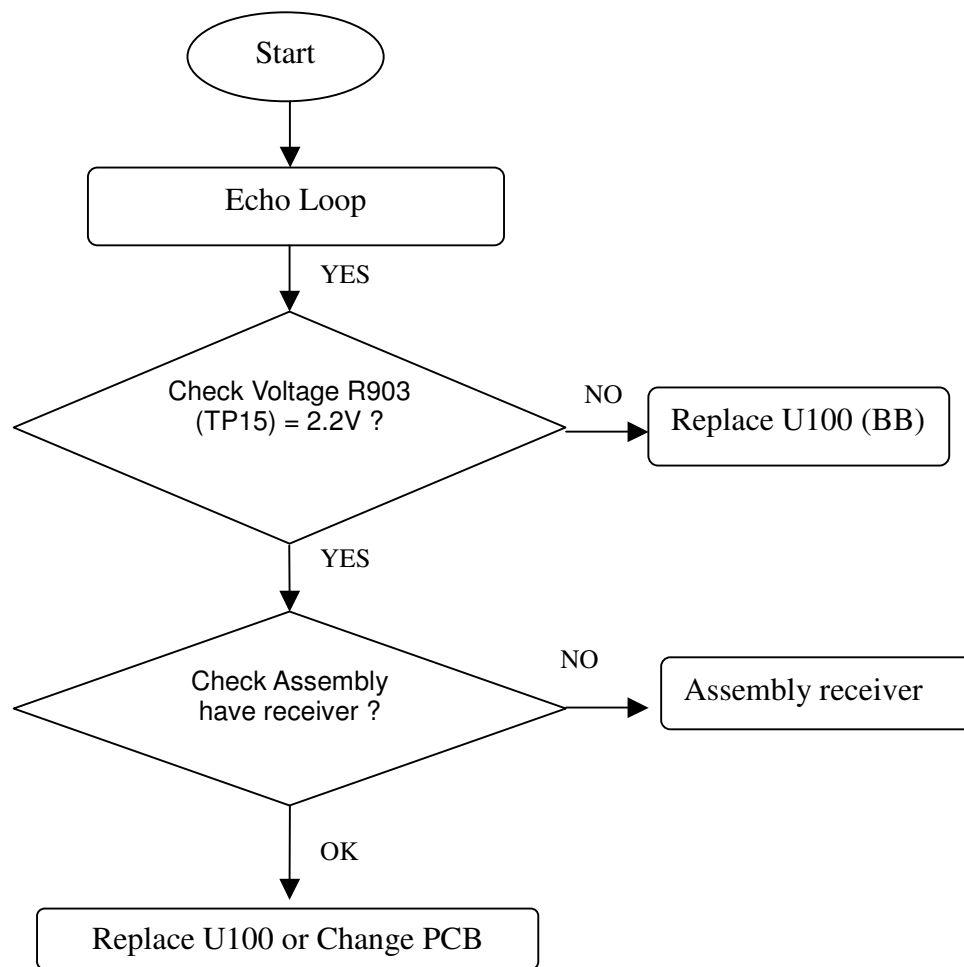 Start
Echo Loop
YES
Check Voltage R903
(TP15) = 2.2V ?
NO
Replace U100 (BB)
YES
Check Assembly
have receiver ?
NO
Assembly receiver
OK
Replace U100 or Change PCB